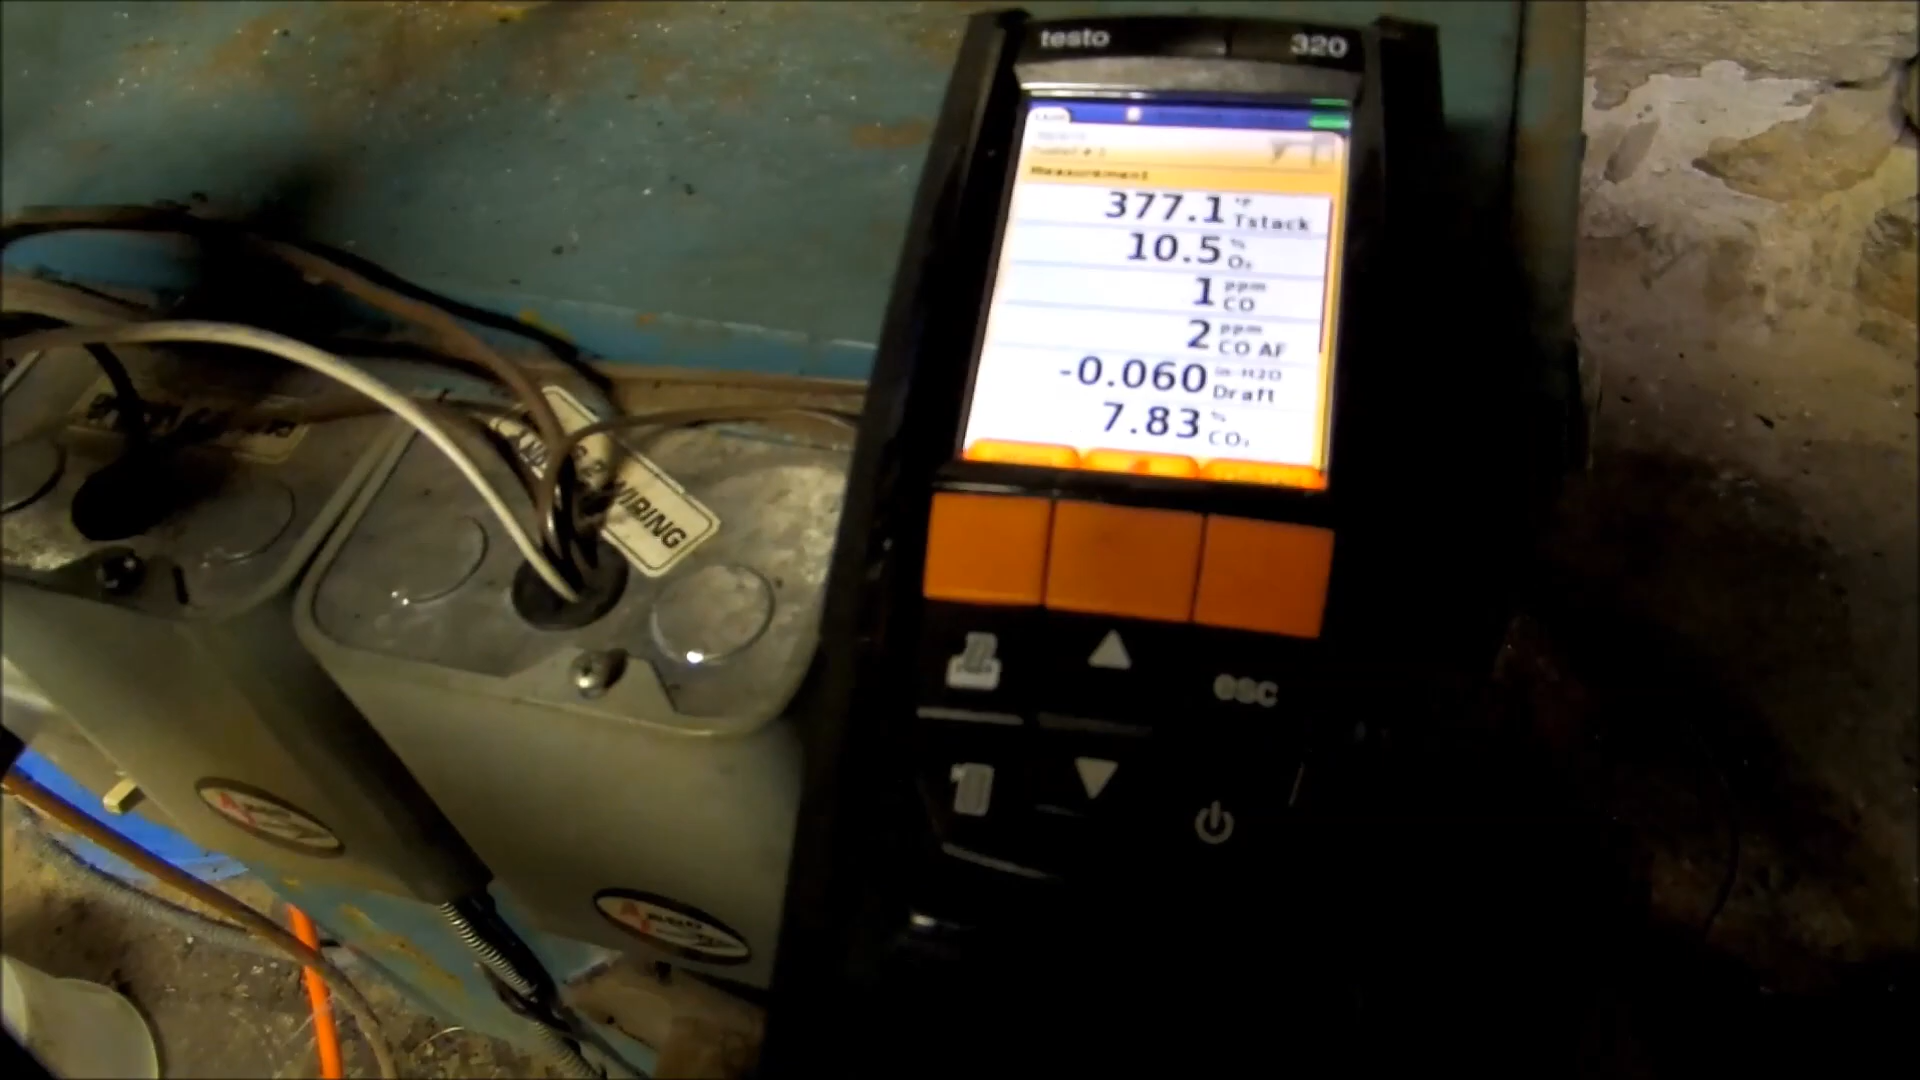 testo 320
Measurement
377.1 °F Tstack
10.5 % O₂
1 ppm CO
2 ppm CO AF
-0.060 in H2O Draft
7.83 % CO₂
esc
WIRING